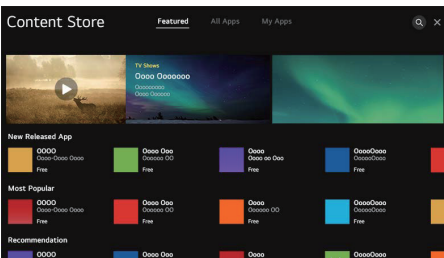 Content Store
Featured
All Apps
My Apps
TV Shows
Oooo Ooooooo
Ooooooooo
Oooo Oooooo
New Released App
OOOO
Oooo-Oooo Oooo
Free
Oooo Ooo
Oooooo OO
Free
Oooo
Oooo oo Ooo
Free
OoooOooo
OooooOooo
Free
Most Popular
OOOO
Oooo-Oooo Oooo
Free
Oooo Ooo
Oooooo OO
Free
Oooo
Oooooo OO
Free
OoooOooo
OooooOooo
Free
Recommendation
OOOO
Oooo Ooo
Oooo
OoooOooo